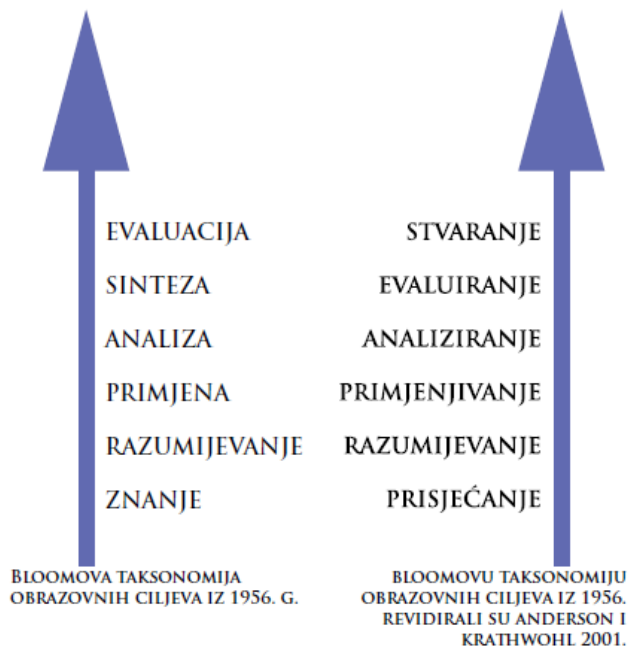 EVALUACIJA
SINTEZA
ANALIZA
PRIMJENA
RAZUMIJEVANJE
ZNANJE
BLOOMOVA TAKSONOMIJA
OBRAZOVNIH CILJEVA IZ 1956. G.
STVARANJE
EVALUIRANJE
ANALIZIRANJE
PRIMJENJIVANJE
RAZUMIJEVANJE
PRISJEĆANJE
BLOOMOVU TAKSONOMIJU
OBRAZOVNIH CILJEVA IZ 1956.
REVIDIRALI SU ANDERSON I
KRATHWOHL 2001.